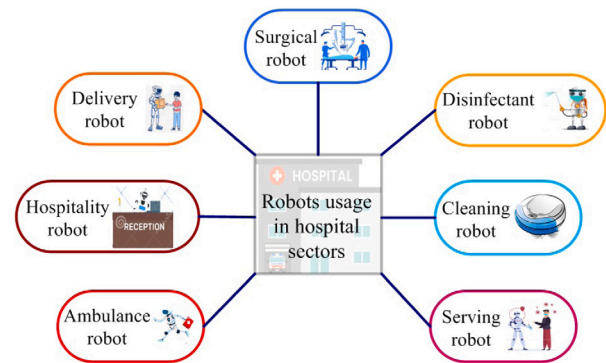 Surgical
robot
Delivery
robot
Disinfectant
robot
HOSPITAL
Robots usage
in hospital
sectors
Hospitality
robot
RECEPTION
Cleaning
robot
Ambulance
robot
Serving
robot